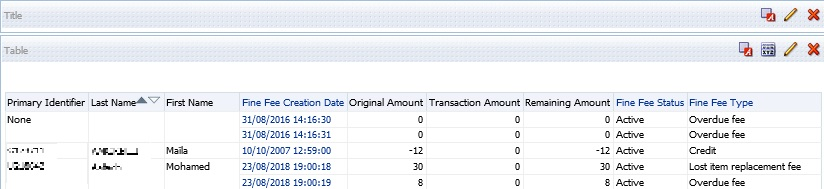 Title
Table
Primary Identifier Last Name First Name Fine Fee Creation Date Original Amount Transaction Amount Remaining Amount Fine Fee Status Fine Fee Type
None 31/08/2016 14:16:30 0 0 0 Active Overdue fee
31/08/2016 14:16:31 0 0 0 Active Overdue fee
Maila 10/10/2007 12:59:00 -12 0 -12 Active Credit
Mohamed 23/08/2018 19:00:18 30 0 30 Active Lost item replacement fee
23/08/2018 19:00:19 8 0 8 Active Overdue fee